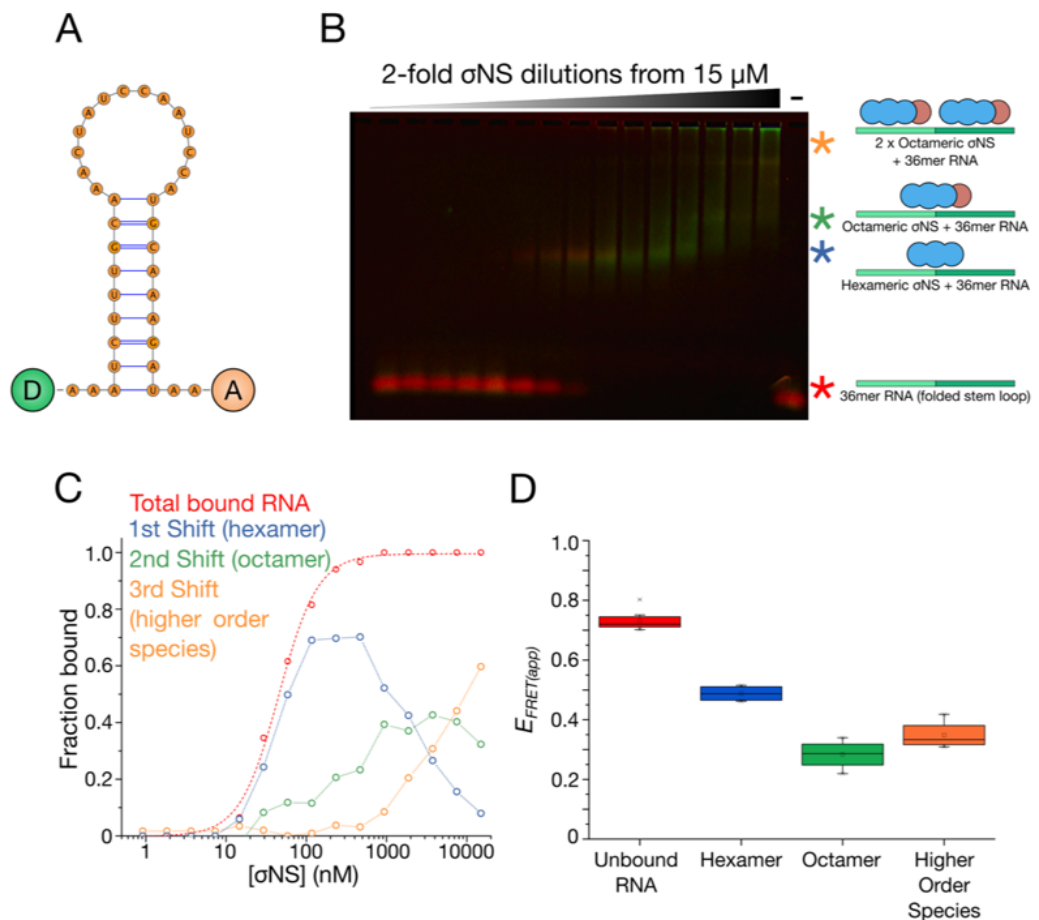 A
D
A A A A U A A
A
A U
C G
G C
U A
U A
U A
C G
U A
B
2-fold σNS dilutions from 15 µM
–
*
2 x Octameric σNS
+ 36mer RNA
*
Octameric σNS + 36mer RNA
*
Hexameric σNS + 36mer RNA
*
36mer RNA (folded stem loop)
C
Total bound RNA
1st Shift (hexamer)
2nd Shift (octamer)
3rd Shift
(higher order
species)
Fraction bound
1.0
0.8
0.6
0.4
0.2
0
1 10 100 1000 10000
[σNS] (nM)
D
E FRET(app)
1.0
0.8
0.6
0.4
0.2
0
Unbound
RNA
Hexamer
Octamer
Higher
Order
Species